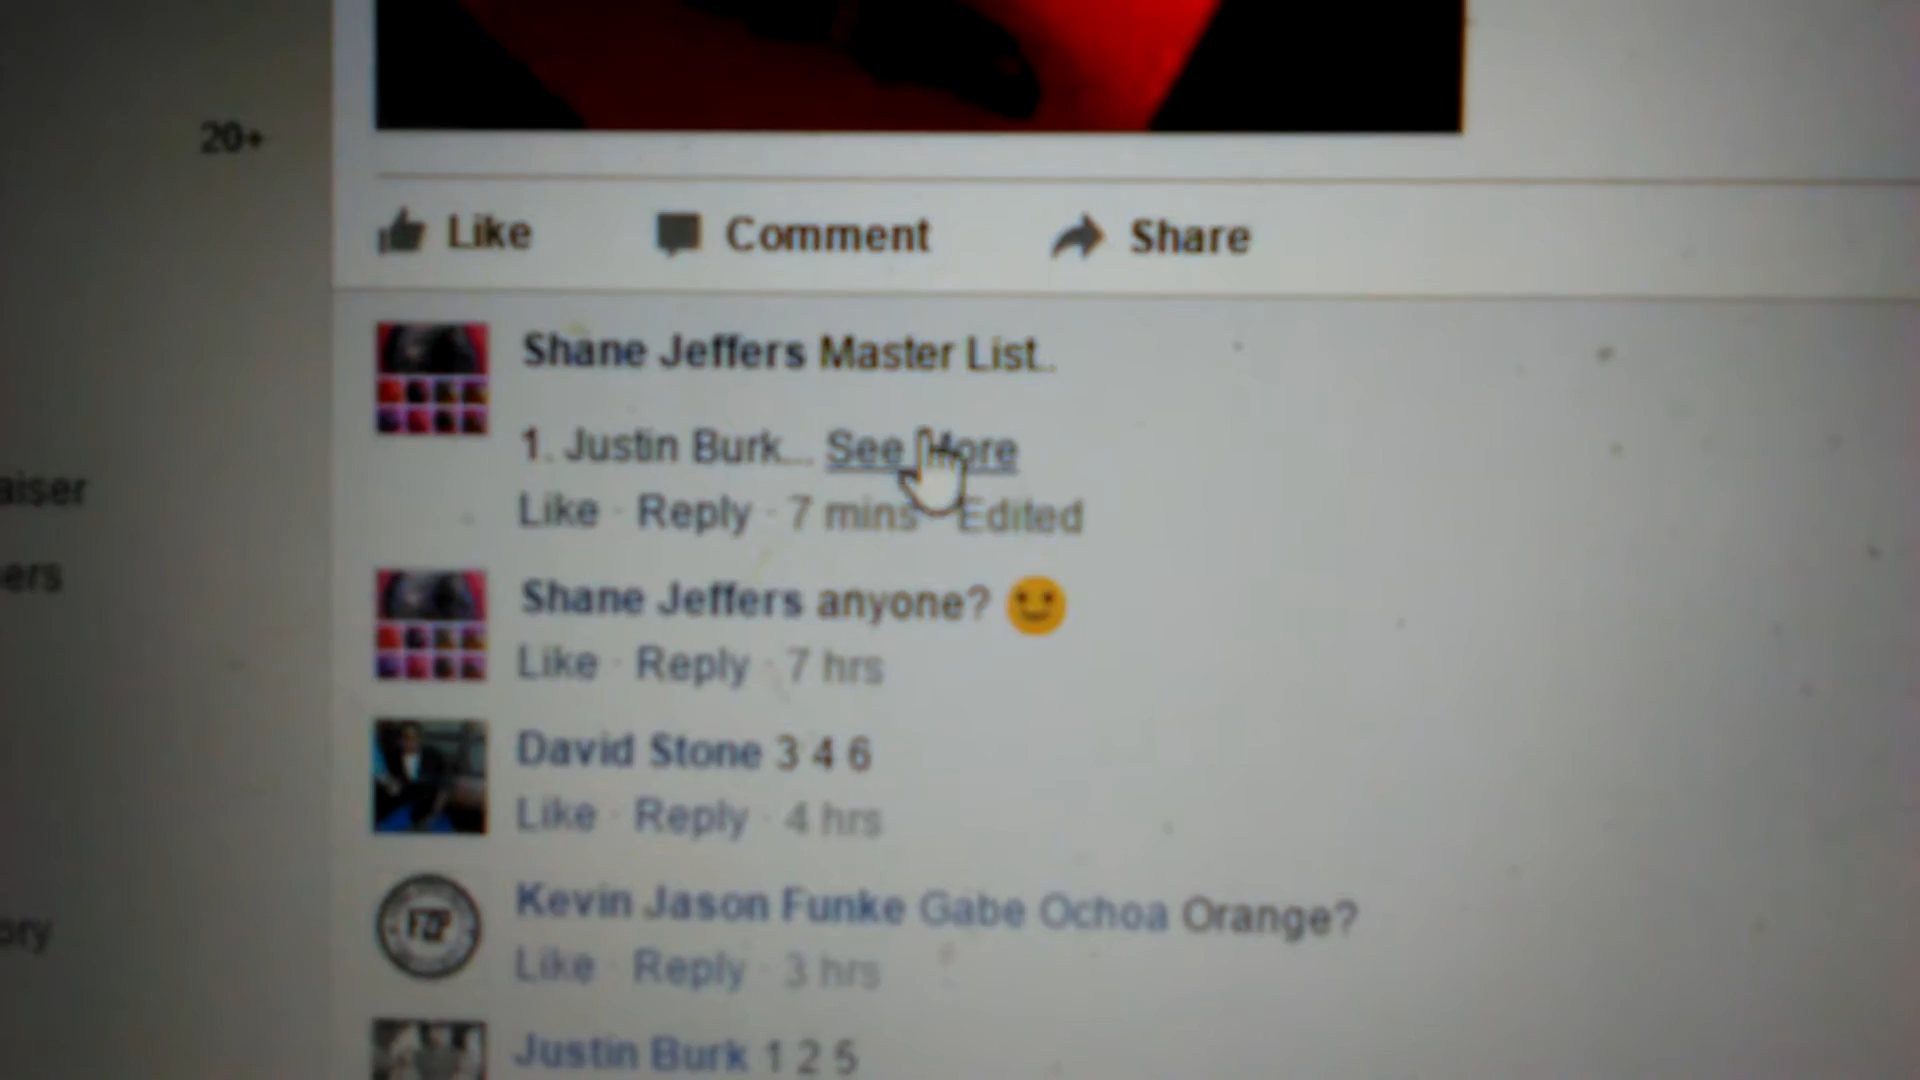 20+
Like Comment Share
Shane Jeffers Master List..
1. Justin Burk... See More
Like · Reply · 7 mins · Edited
aiser
Shane Jeffers anyone?
ers
Like · Reply · 7 hrs
David Stone 3 4 6
Like · Reply · 4 hrs
Kevin Jason Funke Gabe Ochoa Orange?
ory
Like · Reply · 3 hrs
Justin Burk 1 2 5